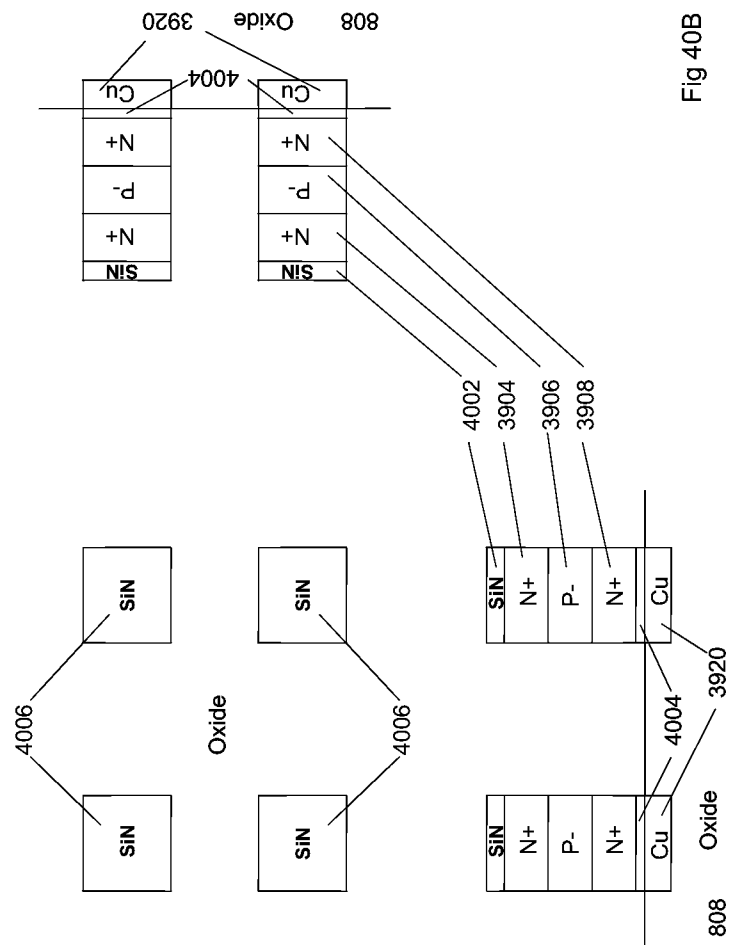 3920
Oxide
808
4004
Cu
N+
P-
N+
SiN
Cu
N+
P-
N+
SiN
Fig 40B
4002
3904
3906
3908
4006
SiN
SiN
Oxide
SiN
SiN
4006
SiN
N+
P-
N+
Cu
SiN
N+
P-
N+
Cu
4004
3920
808
Oxide